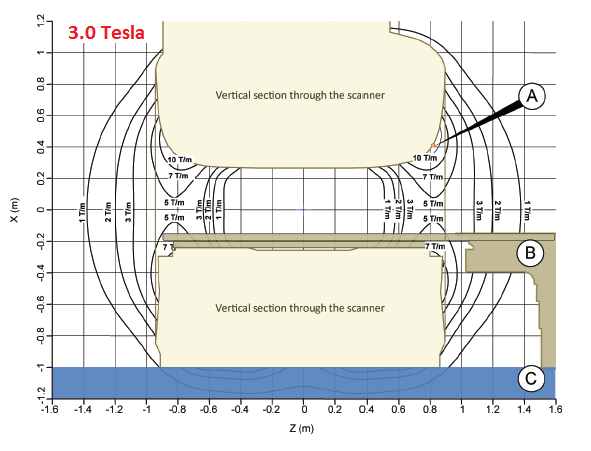 3.0 Tesla
1.2
1
0.8
0.6
0.4
0.2
0
-0.2
-0.4
-0.6
-0.8
-1
-1.2
X (m)
Vertical section through the scanner
A
10 T/m
10 T/m
7 T/m
7 T/m
5 T/m
5 T/m
5 T/m
5 T/m
1 T/m
2 T/m
3 T/m
3 T/m
2 T/m
1 T/m
1 T/m
2 T/m
3 T/m
3 T/m
2 T/m
1 T/m
7 T
7 T/m
B
Vertical section through the scanner
C
-1.6 -1.4 -1.2 -1 -0.8 -0.6 -0.4 -0.2 0 0.2 0.4 0.6 0.8 1 1.2 1.4 1.6
Z (m)